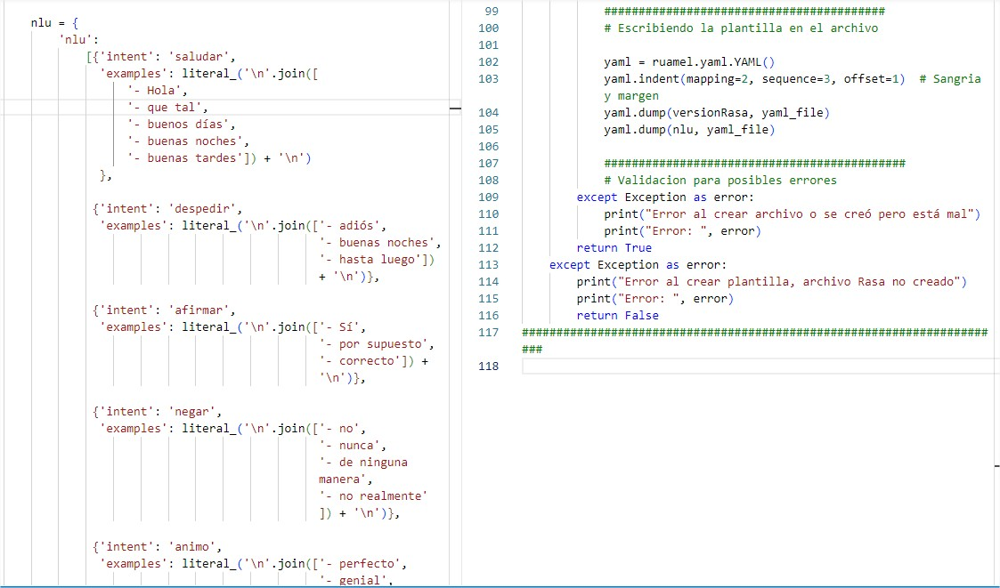 nlu = {
'nlu':
[{'intent': 'saludar',
'examples': literal_('\n'.join([
'- Hola',
'- que tal',
'- buenos días',
'- buenas noches',
'- buenas tardes']) + '\n')
},
{'intent': 'despedir',
'examples': literal_('\n'.join(['- adiós',
'- buenas noches',
'- hasta luego'])
+ '\n')},
{'intent': 'afirmar',
'examples': literal_('\n'.join(['- Sí',
'- por supuesto',
'- correcto']) +
'\n')},
{'intent': 'negar',
'examples': literal_('\n'.join(['- no',
'- nunca',
'- de ninguna
manera',
'- no realmente'
]) + '\n')},
{'intent': 'animo',
'examples': literal_('\n'.join(['- perfecto',
'- genial',
99 #########################################
100 # Escribiendo la plantilla en el archivo
101
102 yaml = ruamel.yaml.YAML()
103 yaml.indent(mapping=2, sequence=3, offset=1)  # Sangria
y margen
104 yaml.dump(versionRasa, yaml_file)
105 yaml.dump(nlu, yaml_file)
106
107 ############################################
108 # Validacion para posibles errores
109 except Exception as error:
110 print("Error al crear archivo o se creó pero está mal")
111 print("Error: ", error)
112 return True
113 except Exception as error:
114 print("Error al crear plantilla, archivo Rasa no creado")
115 print("Error: ", error)
116 return False
117 ####################################################################
###
118